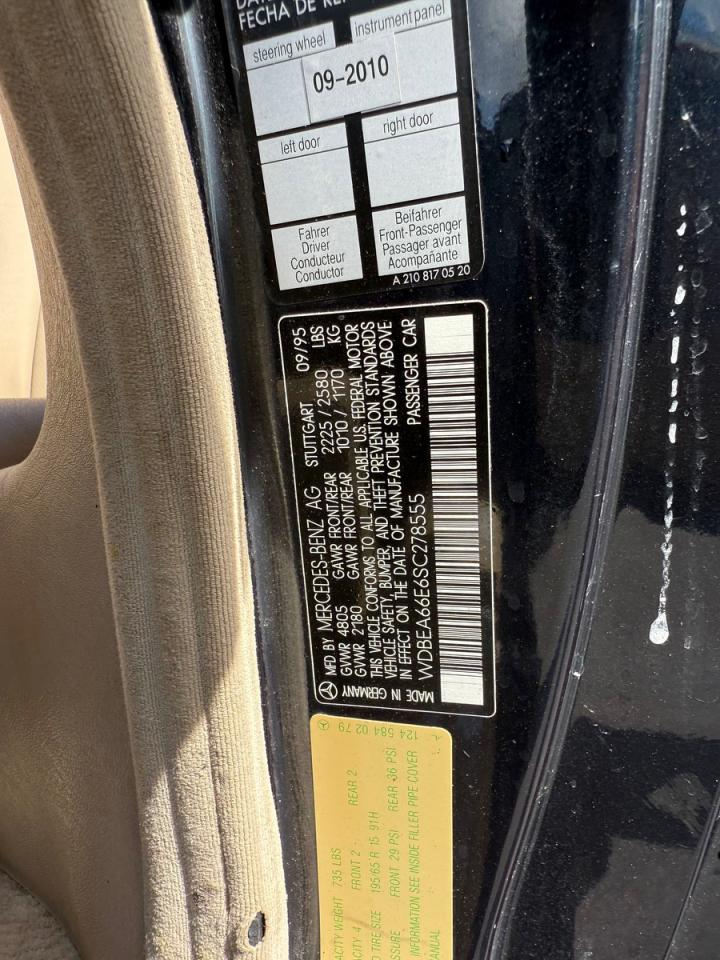 FECHA DE
steering wheel
instrument panel
09-2010
left door
right door
Fahrer
Driver
Conducteur
Conductor
Beifahrer
Front-Passenger
Passager avant
Acompañante
A 210 817 05 20
MFD BY MERCEDES-BENZ AG STUTTGART 09/95
GVWR 4805 GAWR FRONT/REAR 2225 / 2580 LBS
GVWR 2180 GAWR FRONT/REAR 1010 / 1170 KG
THIS VEHICLE CONFORMS TO ALL APPLICABLE U.S. FEDERAL MOTOR
VEHICLE SAFETY, BUMPER, AND THEFT PREVENTION STANDARDS
IN EFFECT ON THE DATE OF MANUFACTURE SHOWN ABOVE
WDBEA66E6SC278555 PASSENGER CAR
MADE IN GERMANY
124 584 02 79
WEIGHT 735 LBS
4 FRONT 2 REAR 2
TIRE SIZE 195/65 R 15 91H
FRONT 29 PSI REAR 36 PSI
INFORMATION SEE INSIDE FILLER PIPE COVER